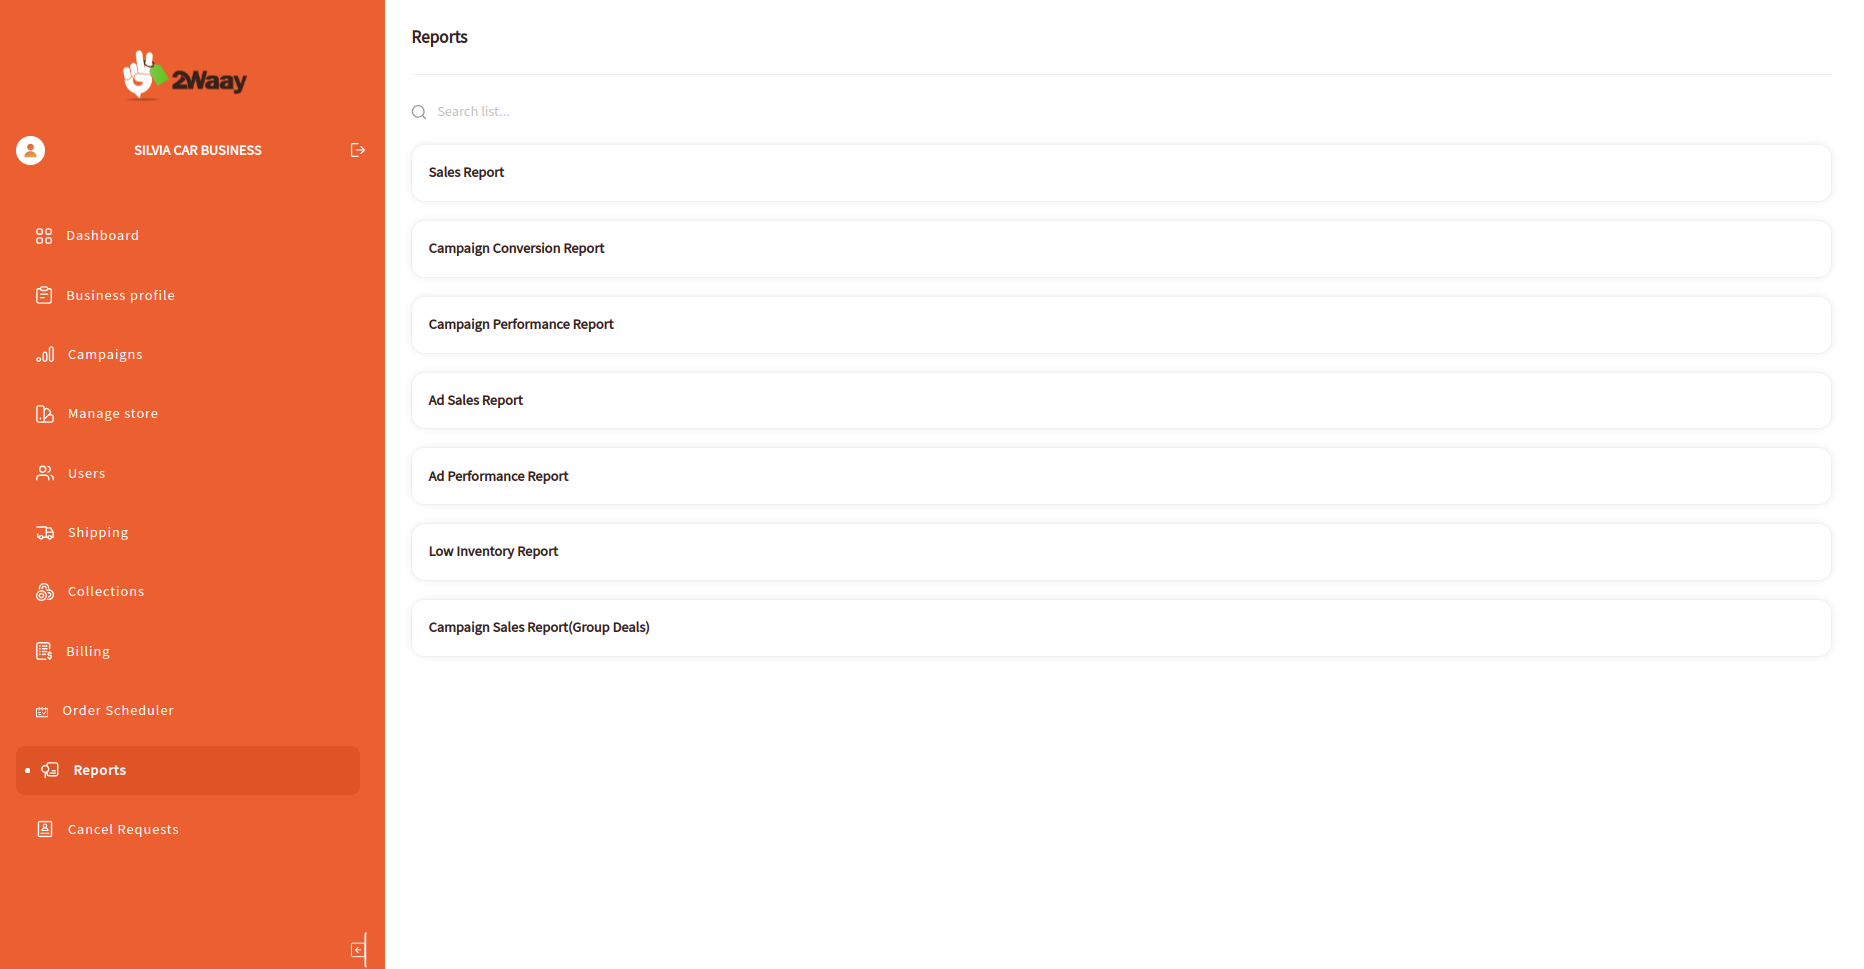 2Waay
SILVIA CAR BUSINESS
Dashboard
Business profile
Campaigns
Manage store
Users
Shipping
Collections
Billing
Order Scheduler
Reports
Cancel Requests
Reports
Search list...
Sales Report
Campaign Conversion Report
Campaign Performance Report
Ad Sales Report
Ad Performance Report
Low Inventory Report
Campaign Sales Report(Group Deals)